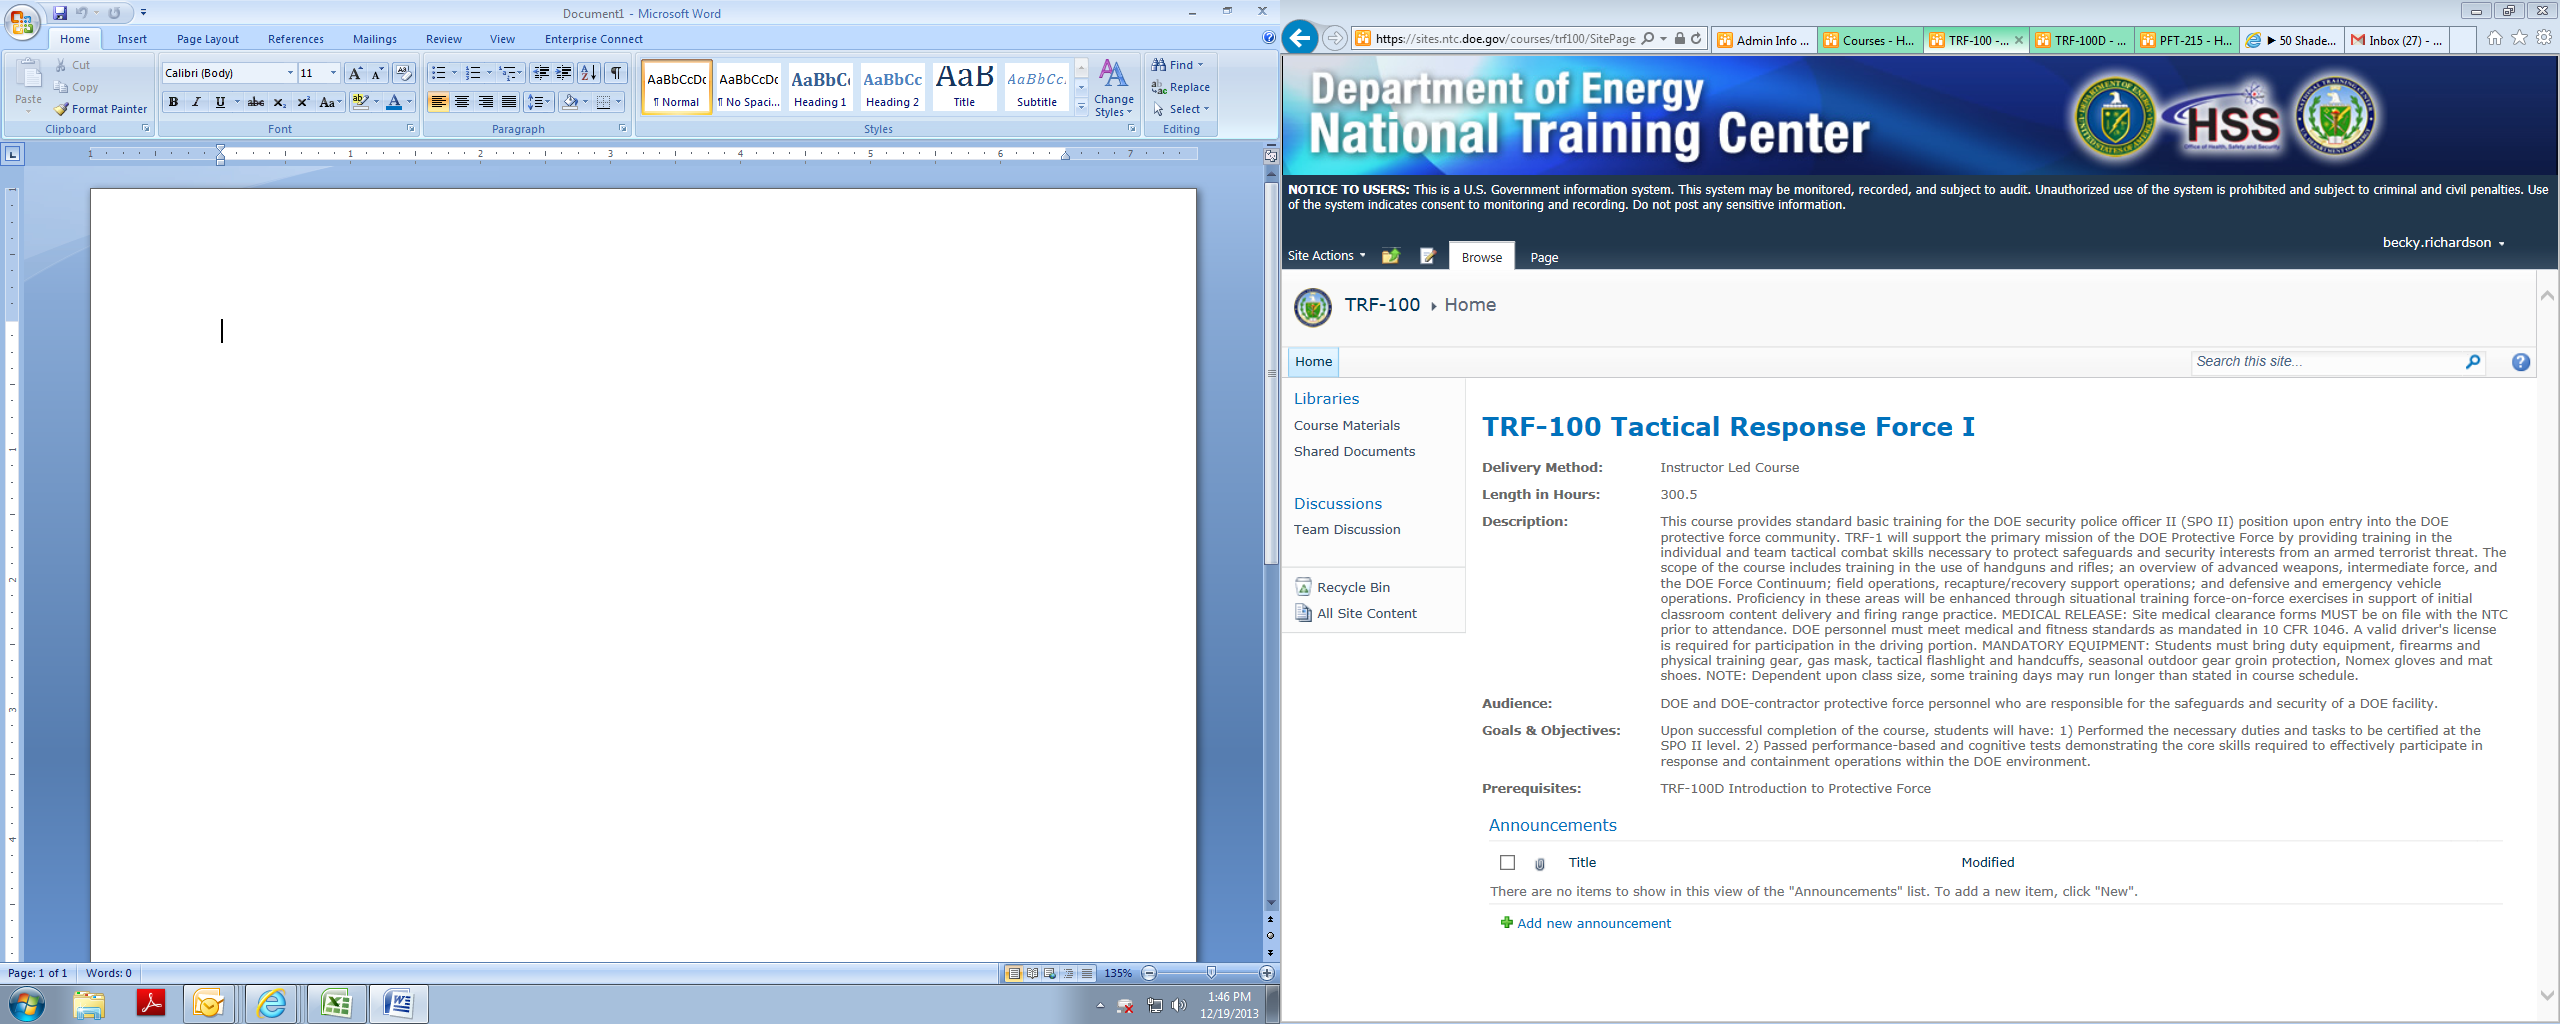 Document1 - Microsoft Word
Home Insert Page Layout References Mailings Review View Enterprise Connect
Paste
Cut
Copy
Format Painter
Clipboard
Calibri (Body) 11
Font
Paragraph
AaBbCcDc AaBbCcDc AaBbC AaBbCc AaB AaBbCc.
¶ Normal ¶ No Spaci... Heading 1 Heading 2 Title Subtitle
Change Styles
Styles
Find
Replace
Select
Editing
1 1 2 3 4 5 6 7
1
1
2
3
4
Page: 1 of 1 Words: 0
135%
1:46 PM
12/19/2013
https://sites.ntc.doe.gov/courses/trf100/SitePage
Admin Info ... Courses - H... TRF-100 -... TRF-100D - ... PFT-215 - H... ▶ 50 Shade... Inbox (27) - ...
Department of Energy
National Training Center
HSS
Office of Health, Safety and Security
NOTICE TO USERS: This is a U.S. Government information system. This system may be monitored, recorded, and subject to audit. Unauthorized use of the system is prohibited and subject to criminal and civil penalties. Use
of the system indicates consent to monitoring and recording. Do not post any sensitive information.
becky.richardson
Site Actions Browse Page
TRF-100 Home
Home
Search this site...
Libraries
Course Materials
Shared Documents
Discussions
Team Discussion
Recycle Bin
All Site Content
TRF-100 Tactical Response Force I
Delivery Method: Instructor Led Course
Length in Hours: 300.5
Description: This course provides standard basic training for the DOE security police officer II (SPO II) position upon entry into the DOE
protective force community. TRF-1 will support the primary mission of the DOE Protective Force by providing training in the
individual and team tactical combat skills necessary to protect safeguards and security interests from an armed terrorist threat. The
scope of the course includes training in the use of handguns and rifles; an overview of advanced weapons, intermediate force, and
the DOE Force Continuum; field operations, recapture/recovery support operations; and defensive and emergency vehicle
operations. Proficiency in these areas will be enhanced through situational training force-on-force exercises in support of initial
classroom content delivery and firing range practice. MEDICAL RELEASE: Site medical clearance forms MUST be on file with the NTC
prior to attendance. DOE personnel must meet medical and fitness standards as mandated in 10 CFR 1046. A valid driver's license
is required for participation in the driving portion. MANDATORY EQUIPMENT: Students must bring duty equipment, firearms and
physical training gear, gas mask, tactical flashlight and handcuffs, seasonal outdoor gear groin protection, Nomex gloves and mat
shoes. NOTE: Dependent upon class size, some training days may run longer than stated in course schedule.
Audience: DOE and DOE-contractor protective force personnel who are responsible for the safeguards and security of a DOE facility.
Goals & Objectives: Upon successful completion of the course, students will have: 1) Performed the necessary duties and tasks to be certified at the
SPO II level. 2) Passed performance-based and cognitive tests demonstrating the core skills required to effectively participate in
response and containment operations within the DOE environment.
Prerequisites: TRF-100D Introduction to Protective Force
Announcements
Title Modified
There are no items to show in this view of the "Announcements" list. To add a new item, click "New".
Add new announcement